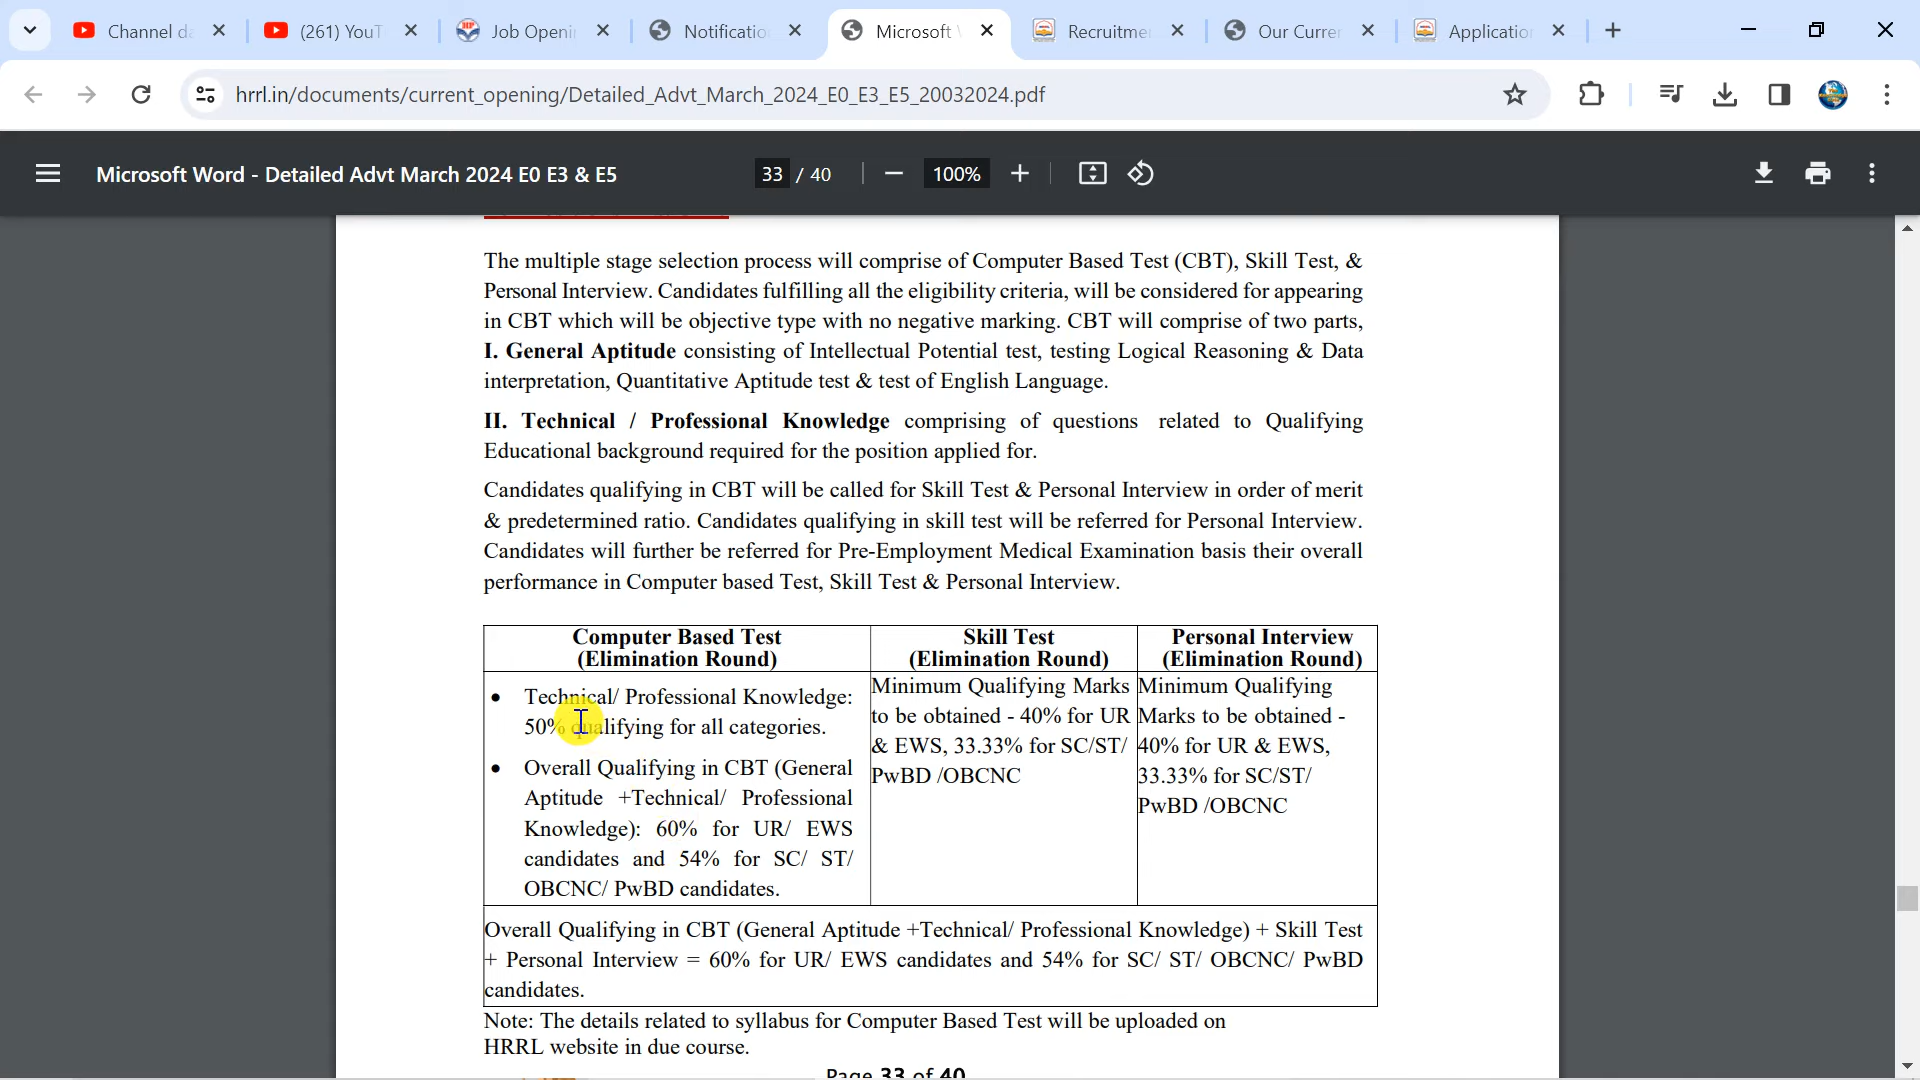 Channel d
(261) YouT
Job Openi
Notificatio
Microsoft
Recruitme
Our Curre
Applicatio
hrrl.in/documents/current_opening/Detailed_Advt_March_2024_E0_E3_E5_20032024.pdf
Microsoft Word - Detailed Advt March 2024 E0 E3 & E5
33 / 40
100%
The multiple stage selection process will comprise of Computer Based Test (CBT), Skill Test, &
Personal Interview. Candidates fulfilling all the eligibility criteria, will be considered for appearing
in CBT which will be objective type with no negative marking. CBT will comprise of two parts,
I. General Aptitude consisting of Intellectual Potential test, testing Logical Reasoning & Data
interpretation, Quantitative Aptitude test & test of English Language.
II. Technical / Professional Knowledge comprising of questions related to Qualifying
Educational background required for the position applied for.
Candidates qualifying in CBT will be called for Skill Test & Personal Interview in order of merit
& predetermined ratio. Candidates qualifying in skill test will be referred for Personal Interview.
Candidates will further be referred for Pre-Employment Medical Examination basis their overall
performance in Computer based Test, Skill Test & Personal Interview.
Computer Based Test
(Elimination Round)
Skill Test
(Elimination Round)
Personal Interview
(Elimination Round)
• Technical/ Professional Knowledge:
50% qualifying for all categories.
• Overall Qualifying in CBT (General
Aptitude +Technical/ Professional
Knowledge): 60% for UR/ EWS
candidates and 54% for SC/ ST/
OBCNC/ PwBD candidates.
Minimum Qualifying Marks
to be obtained - 40% for UR
& EWS, 33.33% for SC/ST/
PwBD /OBCNC
Minimum Qualifying
Marks to be obtained -
40% for UR & EWS,
33.33% for SC/ST/
PwBD /OBCNC
Overall Qualifying in CBT (General Aptitude +Technical/ Professional Knowledge) + Skill Test
+ Personal Interview = 60% for UR/ EWS candidates and 54% for SC/ ST/ OBCNC/ PwBD
candidates.
Note: The details related to syllabus for Computer Based Test will be uploaded on
HRRL website in due course.
Page 33 of 40